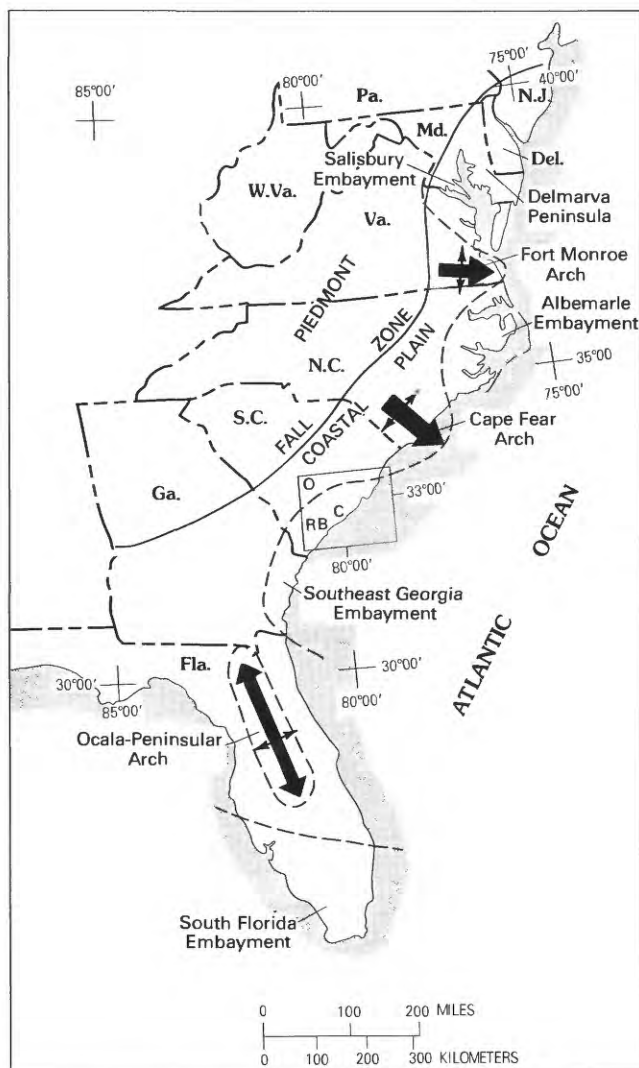 75°00'
80°00'
40°00'
85°00'
Pa.
N.J.
Md.
Salisbury
Embayment
Del.
W.Va.
Delmarva
Peninsula
Va.
Fort Monroe
Arch
PIEDMONT
ZONE
Albemarle
Embayment
PLAIN
N.C.
35°00
75°00'
S.C.
FALL
COASTAL
Cape Fear
Arch
Ga.
O
33°00'
RB
C
OCEAN
80°00'
Southeast Georgia
Embayment
ATLANTIC
Fla.
30°00'
30°00'
80°00'
85°00'
Ocala-Peninsular
Arch
South Florida
Embayment
0 100 200 MILES
0 100 200 300 KILOMETERS